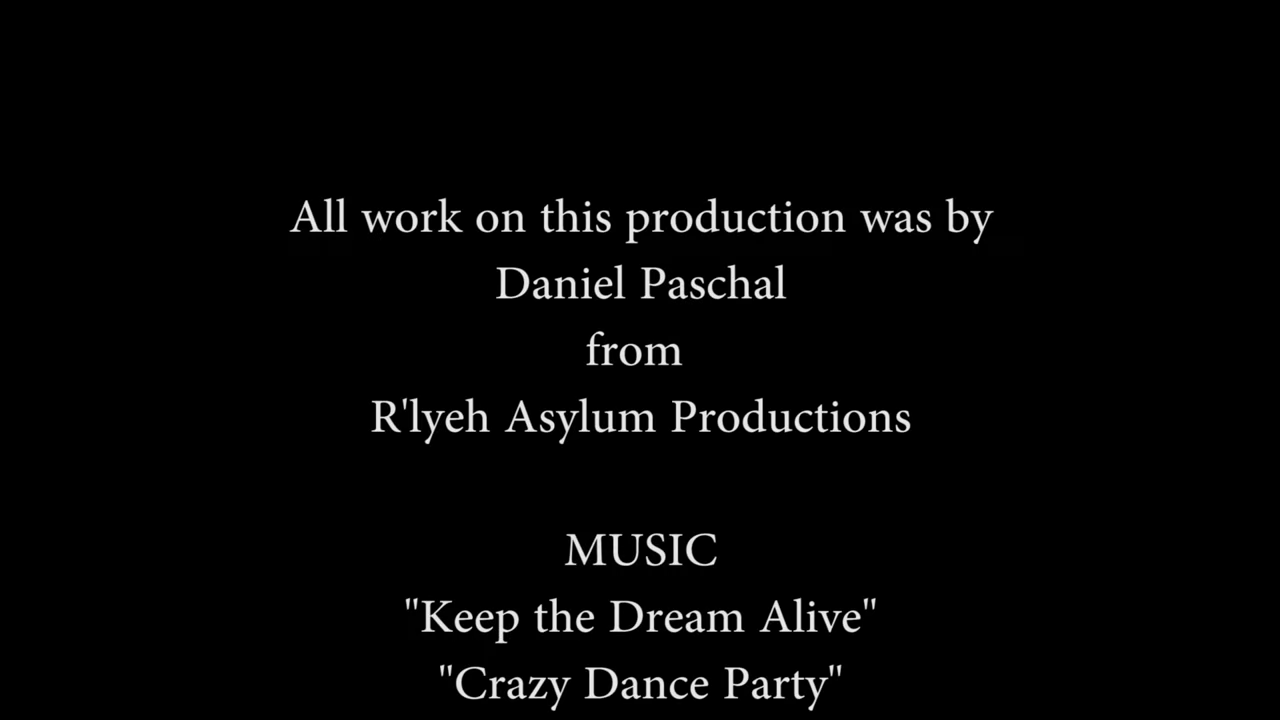 All work on this production was by
Daniel Paschal
from
R'lyeh Asylum Productions
MUSIC
"Keep the Dream Alive"
"Crazy Dance Party"